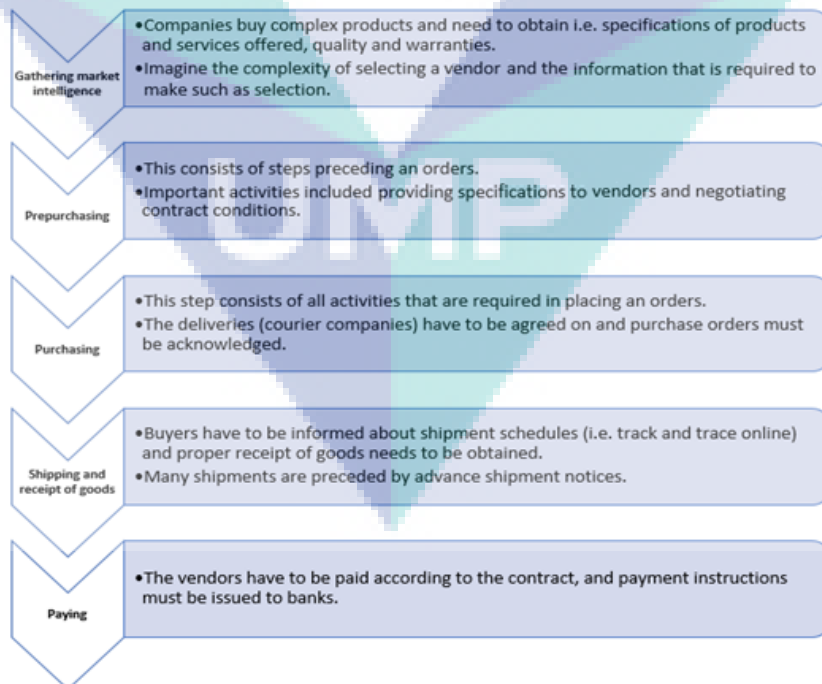 Gathering market
intelligence
•Companies buy complex products and need to obtain i.e. specifications of products
and services offered, quality and warranties.
•Imagine the complexity of selecting a vendor and the information that is required to
make such as selection.
Prepurchasing
•This consists of steps preceding an orders.
•Important activities included providing specifications to vendors and negotiating
contract conditions.
UMP
Purchasing
•This step consists of all activities that are required in placing an orders.
•The deliveries (courier companies) have to be agreed on and purchase orders must
be acknowledged.
Shipping and
receipt of goods
•Buyers have to be informed about shipment schedules (i.e. track and trace online)
and proper receipt of goods needs to be obtained.
•Many shipments are preceded by advance shipment notices.
Paying
•The vendors have to be paid according to the contract, and payment instructions
must be issued to banks.